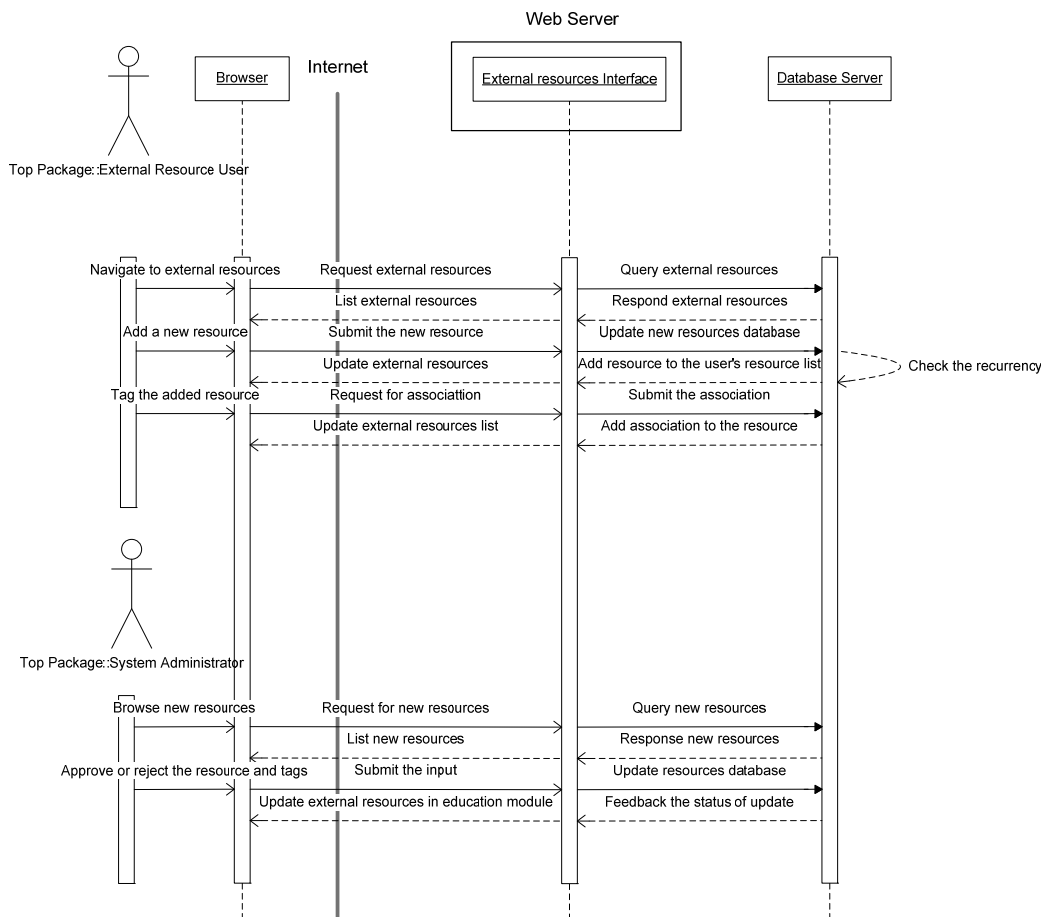 Web Server
Internet
Browser
External resources Interface
Database Server
Top Package::External Resource User
Navigate to external resources
Request external resources
Query external resources
List external resources
Respond external resources
Add a new resource
Submit the new resource
Update new resources database
Update external resources
Add resource to the user's resource list
Check the recurrency
Tag the added resource
Request for associattion
Submit the association
Update external resources list
Add association to the resource
Top Package::System Administrator
Browse new resources
Request for new resources
Query new resources
List new resources
Response new resources
Approve or reject the resource and tags
Submit the input
Update resources database
Update external resources in education module
Feedback the status of update